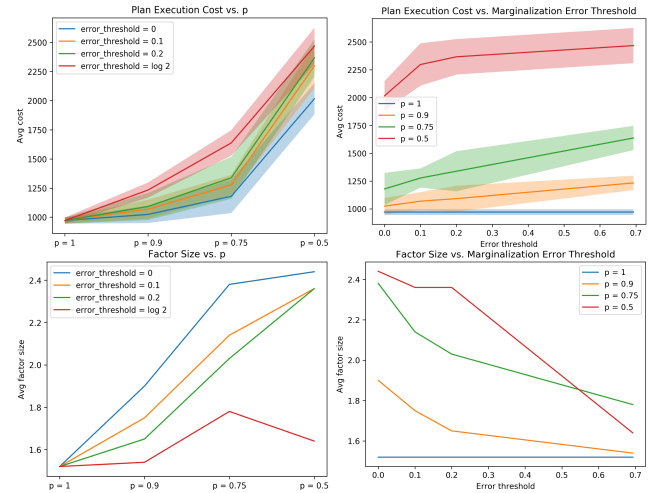 Plan Execution Cost vs. p
Avg cost
2500
2250
2000
1750
1500
1250
1000
error_threshold = 0
error_threshold = 0.1
error_threshold = 0.2
error_threshold = log 2
p = 1
p = 0.9
p = 0.75
p = 0.5
Plan Execution Cost vs. Marginalization Error Threshold
Avg cost
2500
2250
2000
1750
1500
1250
1000
p = 1
p = 0.9
p = 0.75
p = 0.5
0.0
0.1
0.2
0.3
0.4
0.5
0.6
0.7
Error threshold
Factor Size vs. p
Avg factor size
2.4
2.2
2.0
1.8
1.6
error_threshold = 0
error_threshold = 0.1
error_threshold = 0.2
error_threshold = log 2
p = 1
p = 0.9
p = 0.75
p = 0.5
Factor Size vs. Marginalization Error Threshold
Avg factor size
2.4
2.2
2.0
1.8
1.6
p = 1
p = 0.9
p = 0.75
p = 0.5
0.0
0.1
0.2
0.3
0.4
0.5
0.6
0.7
Error threshold